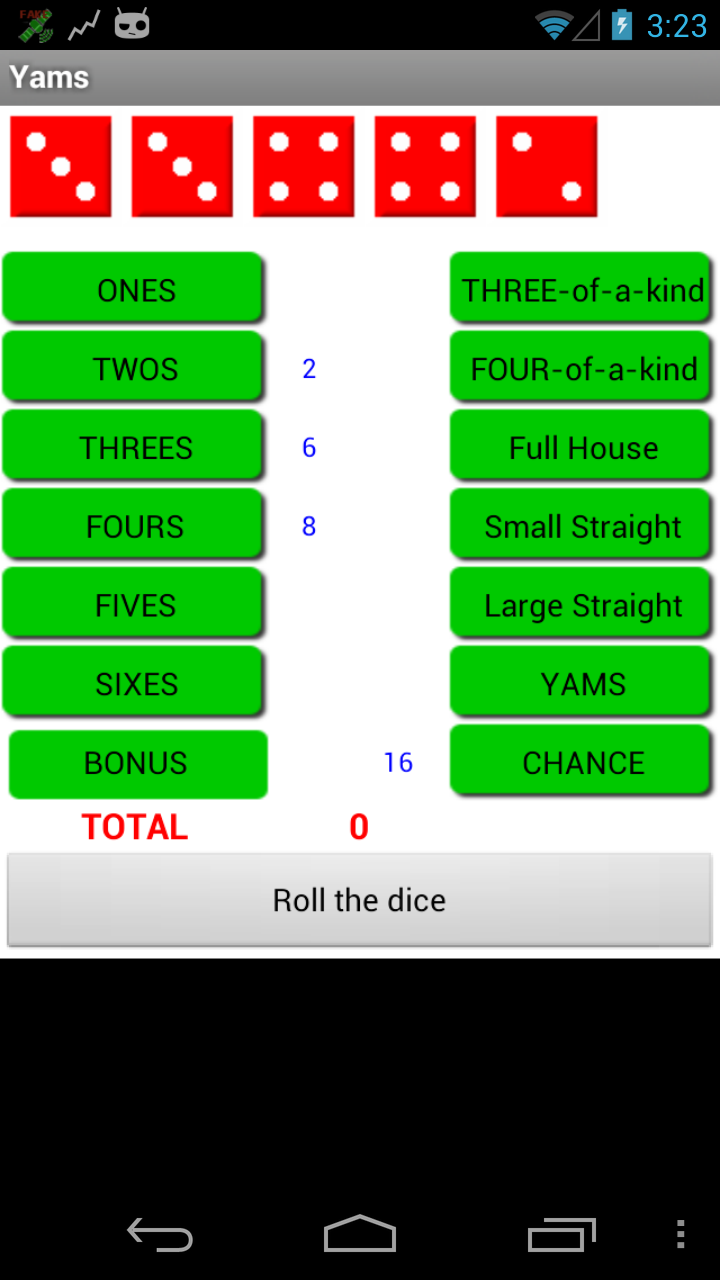 FAKE
3:23
Yams
ONES
THREE-of-a-kind
TWOS 2
FOUR-of-a-kind
THREES 6
Full House
FOURS 8
Small Straight
FIVES
Large Straight
SIXES
YAMS
BONUS
16 CHANCE
TOTAL 0
Roll the dice